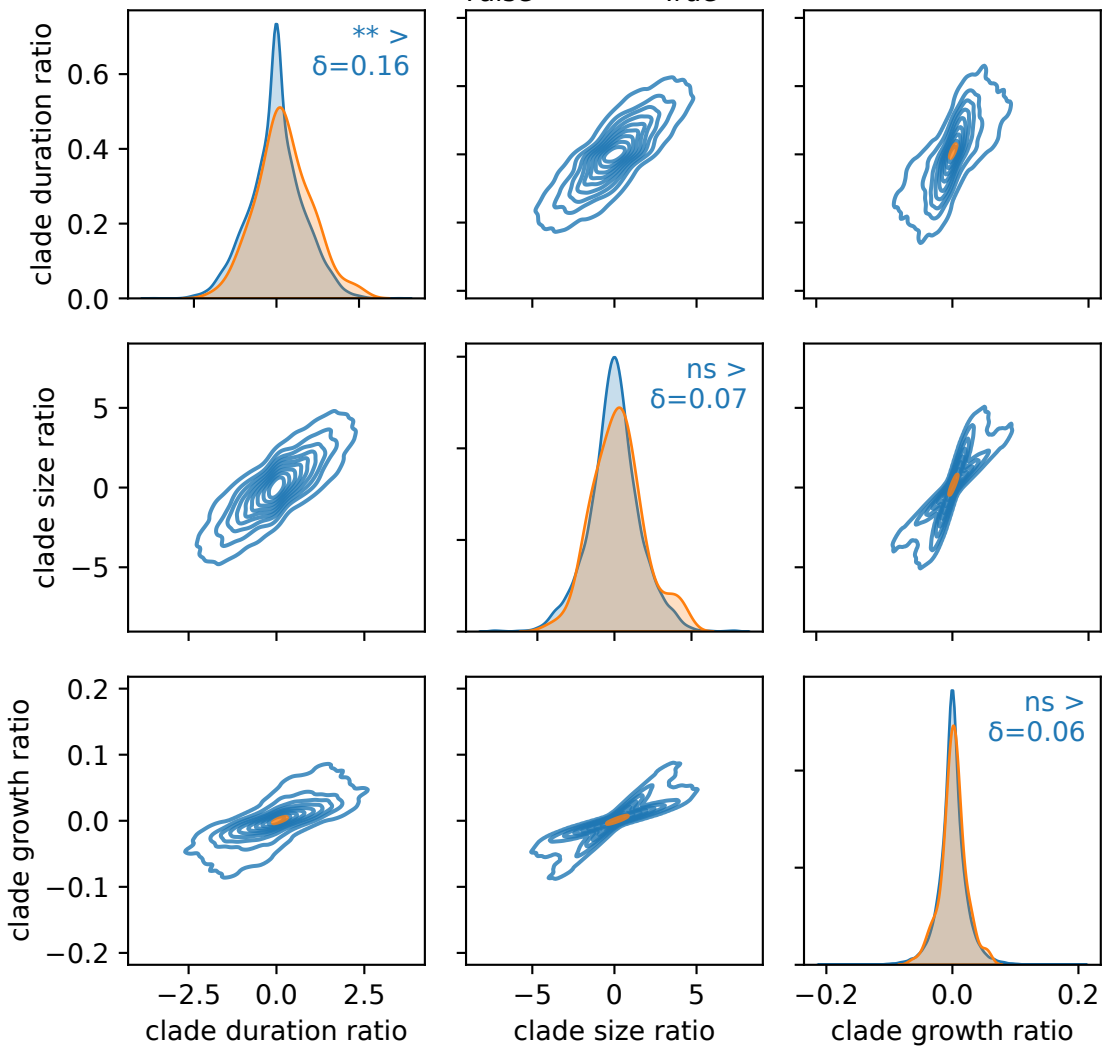 clade duration ratio
0.6
0.4
0.2
0.0
** >
δ=0.16
clade size ratio
5
0
−5
ns >
δ=0.07
clade growth ratio
0.2
0.1
0.0
−0.1
−0.2
ns >
δ=0.06
−2.5
0.0
2.5
−5
0
5
−0.2
0.0
0.2
clade duration ratio
clade size ratio
clade growth ratio